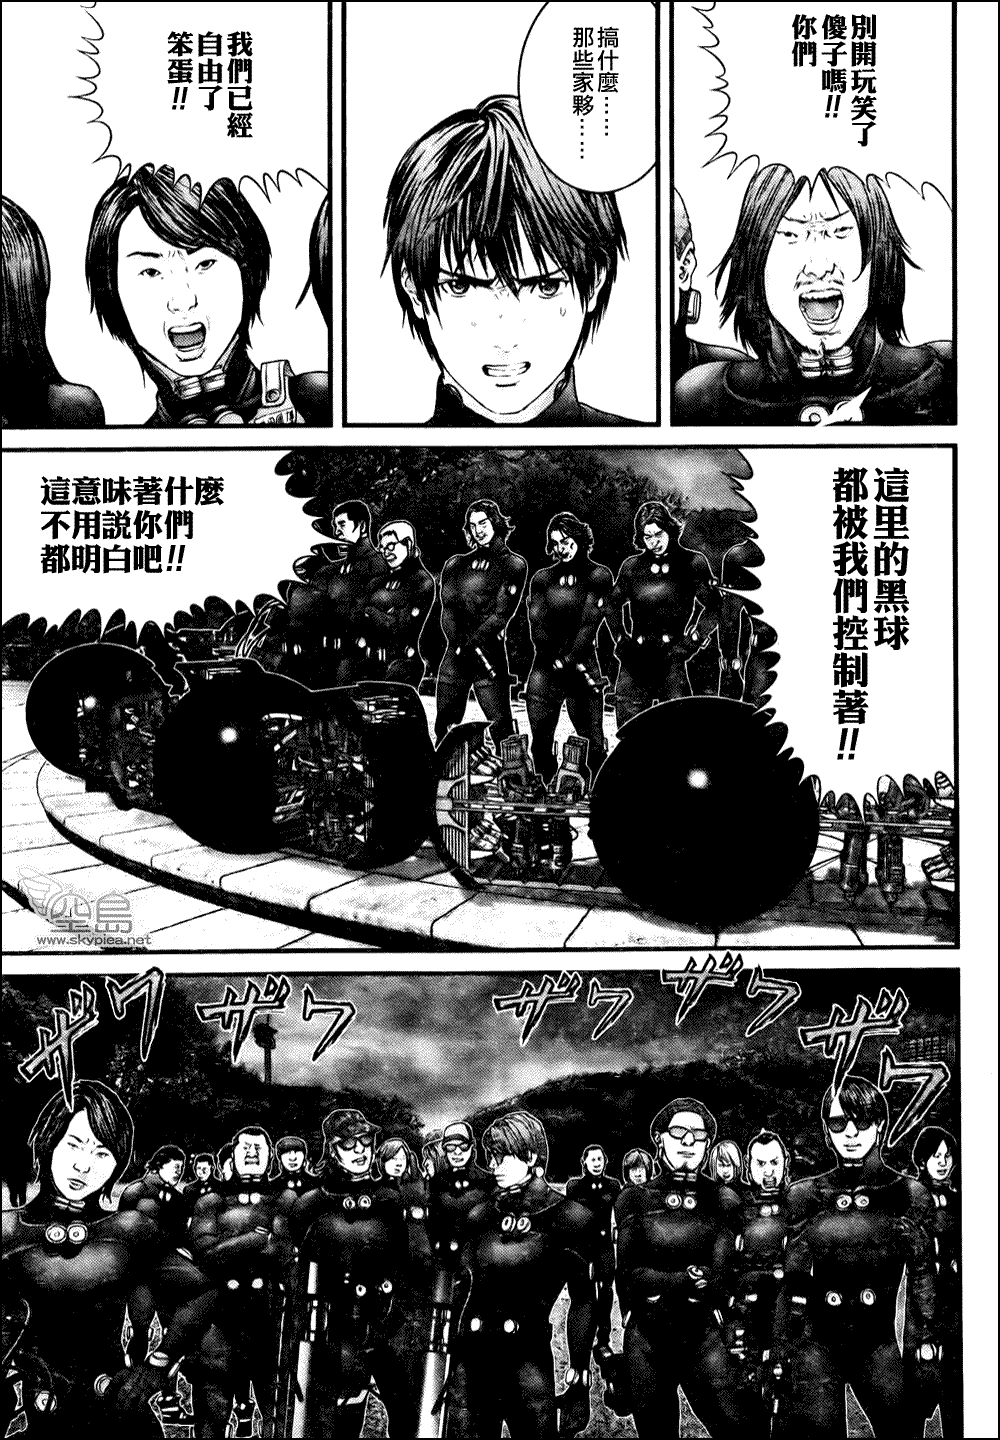 別開玩笑了
傻子嗎!!
你們
搞什麼……
那些家夥……
我們已經
自由了
笨蛋!!
這里的黑球
都被我們控制著!!
這意味著什麼
不用説你們
都明白吧!!
空島
www.skypiea.net
ザワ
ザワ
ザワ
ザワ
ザワ